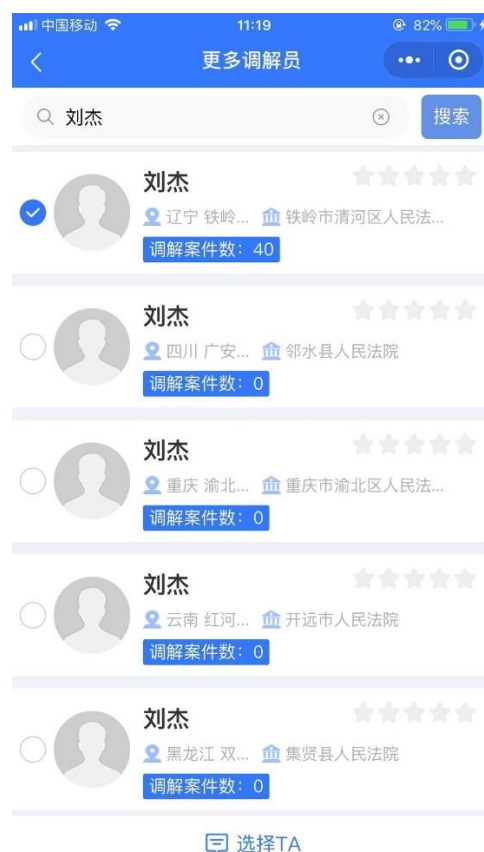 中国移动 11:19 82%
更多调解员
刘杰 搜索
刘杰
辽宁 铁岭... 铁岭市清河区人民法...
调解案件数：40
刘杰
四川 广安... 邻水县人民法院
调解案件数：0
刘杰
重庆 渝北... 重庆市渝北区人民法...
调解案件数：0
刘杰
云南 红河... 开远市人民法院
调解案件数：0
刘杰
黑龙江 双... 集贤县人民法院
调解案件数：0
选择TA